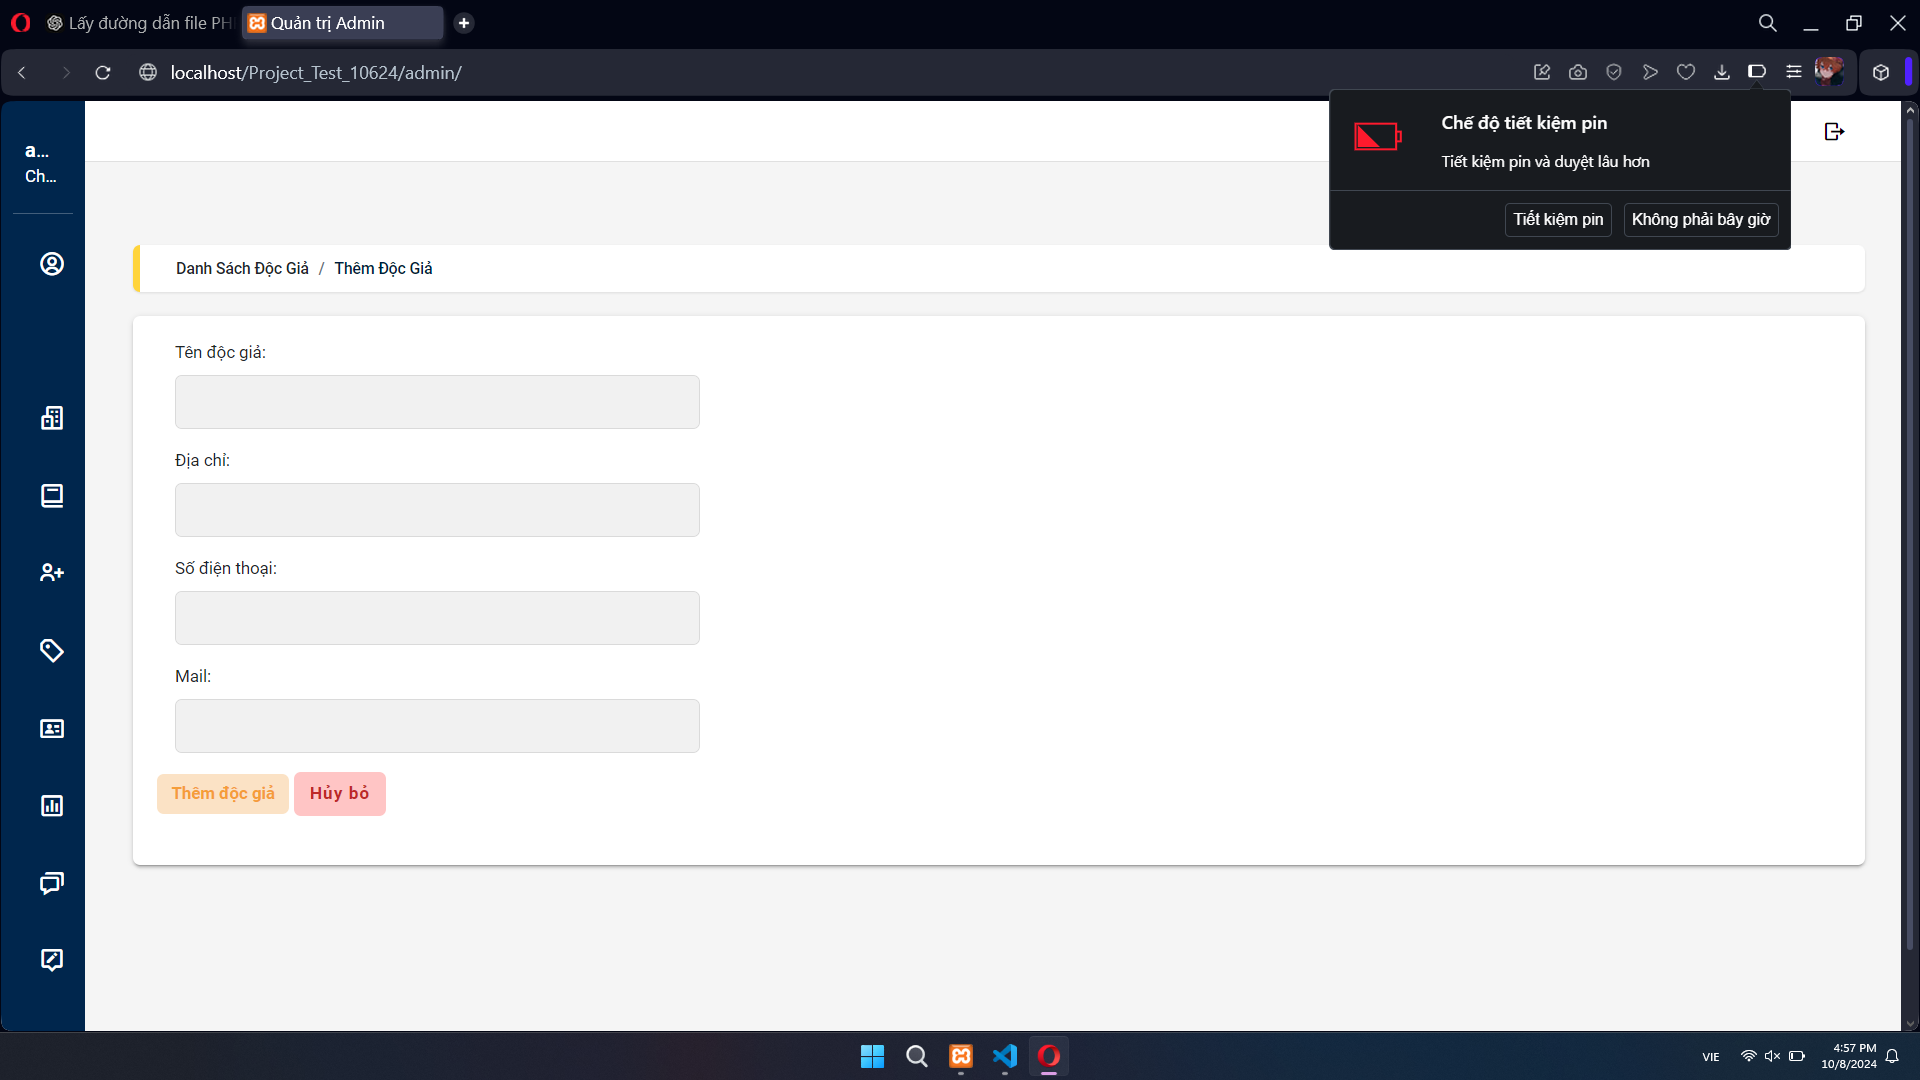 Lấy đường dẫn file PH
Quản trị Admin
localhost/Project_Test_10624/admin/
Chế độ tiết kiệm pin
Tiết kiệm pin và duyệt lâu hơn
Tiết kiệm pin
Không phải bây giờ
a...
Ch...
Danh Sách Độc Giả / Thêm Độc Giả
Tên độc giả:
Địa chỉ:
Số điện thoại:
Mail:
Thêm độc giả
Hủy bỏ
VIE
4:57 PM
10/8/2024